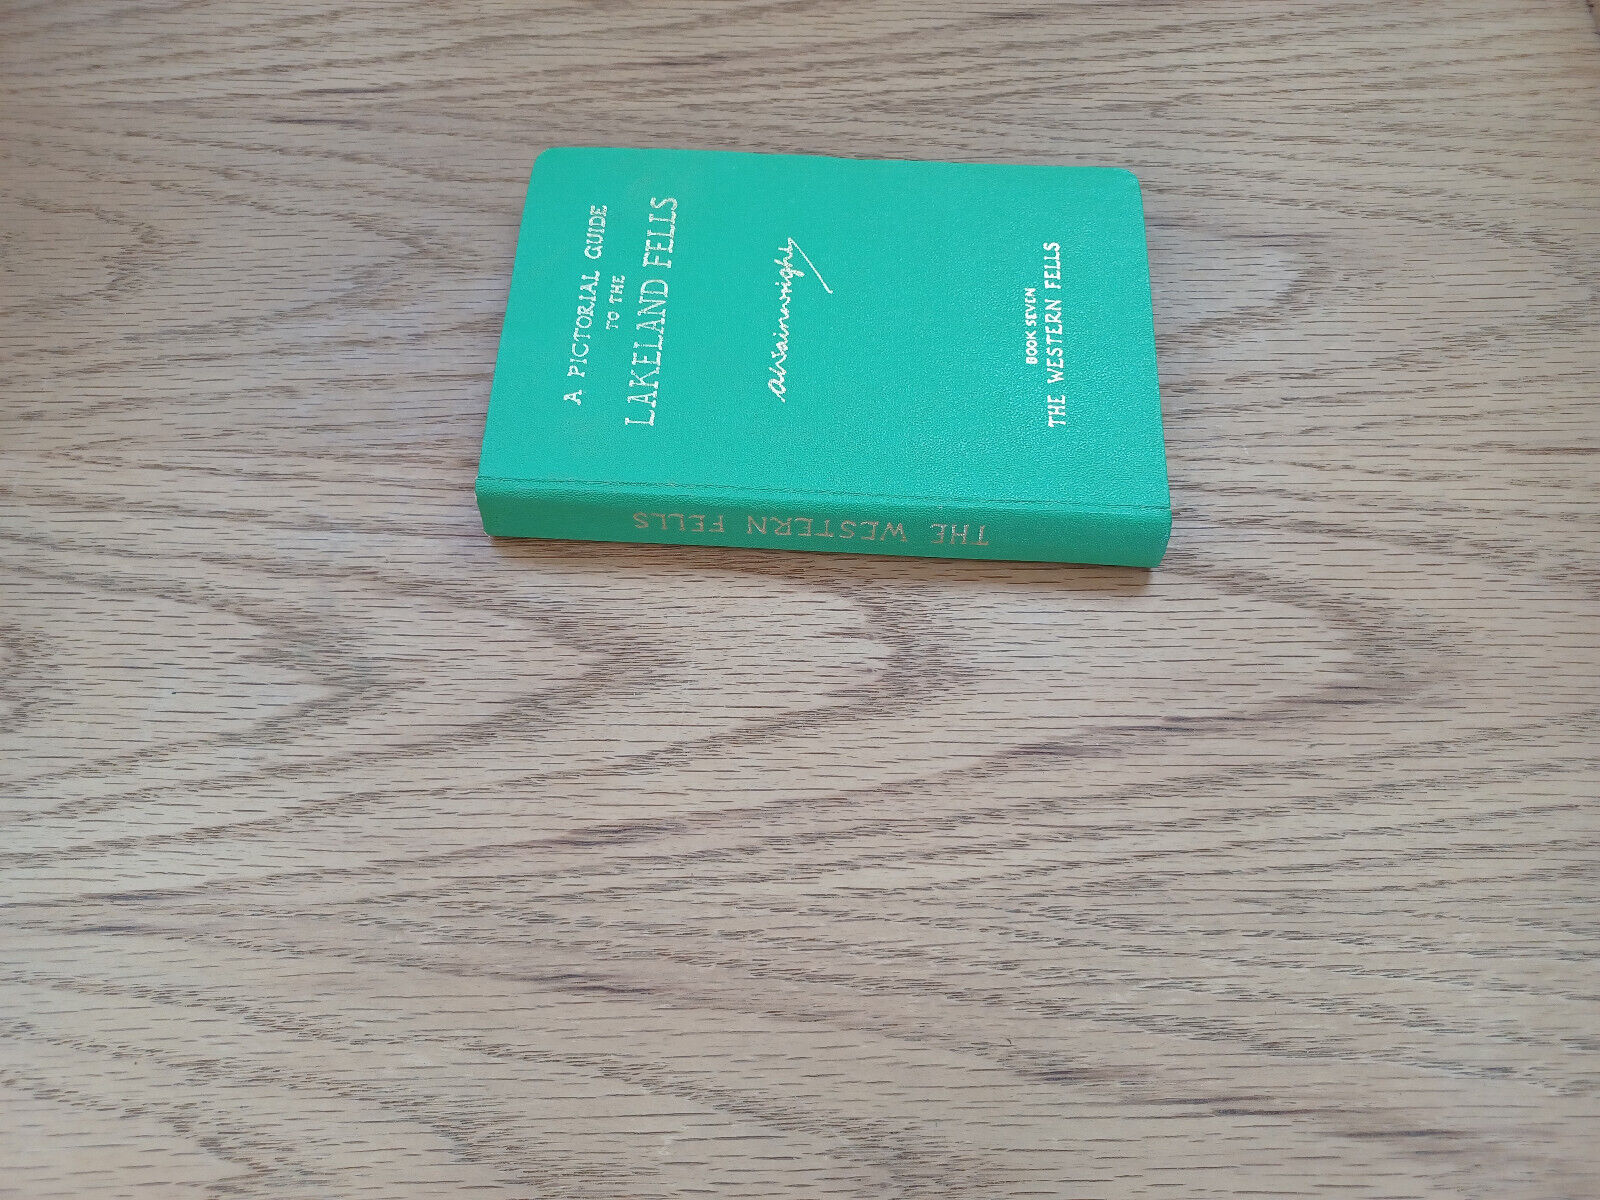 A PICTORIAL GUIDE
TO THE
LAKELAND FELLS
AWainwright
BOOK SEVEN
THE WESTERN FELLS
THE WESTERN FELLS